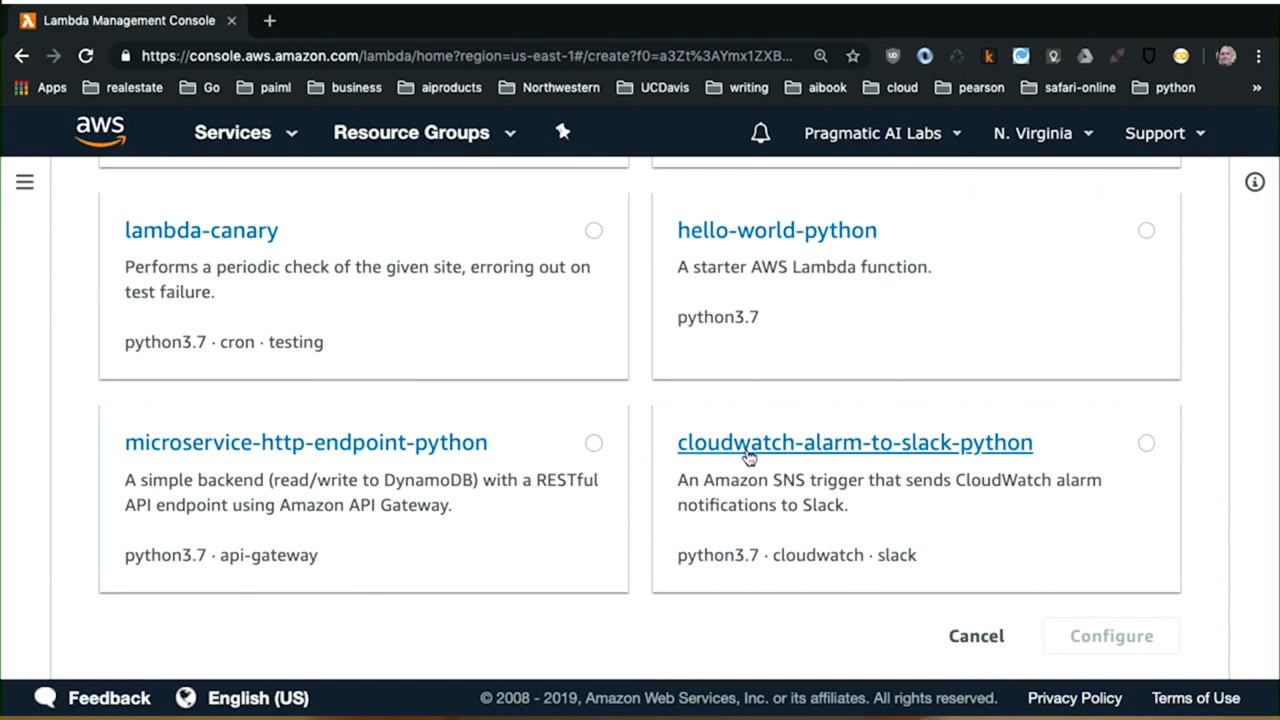 Lambda Management Console
https://console.aws.amazon.com/lambda/home?region=us-east-1#/create?f0=a3Zt%3AYmx1ZXB...
Apps realestate Go paiml business aiproducts Northwestern UCDavis writing aibook cloud pearson safari-online python »
aws Services Resource Groups Pragmatic AI Labs N. Virginia Support
lambda-canary
Performs a periodic check of the given site, erroring out on
test failure.
python3.7 · cron · testing
hello-world-python
A starter AWS Lambda function.
python3.7
microservice-http-endpoint-python
A simple backend (read/write to DynamoDB) with a RESTful
API endpoint using Amazon API Gateway.
python3.7 · api-gateway
cloudwatch-alarm-to-slack-python
An Amazon SNS trigger that sends CloudWatch alarm
notifications to Slack.
python3.7 · cloudwatch · slack
Cancel Configure
Feedback English (US) © 2008 - 2019, Amazon Web Services, Inc. or its affiliates. All rights reserved. Privacy Policy Terms of Use